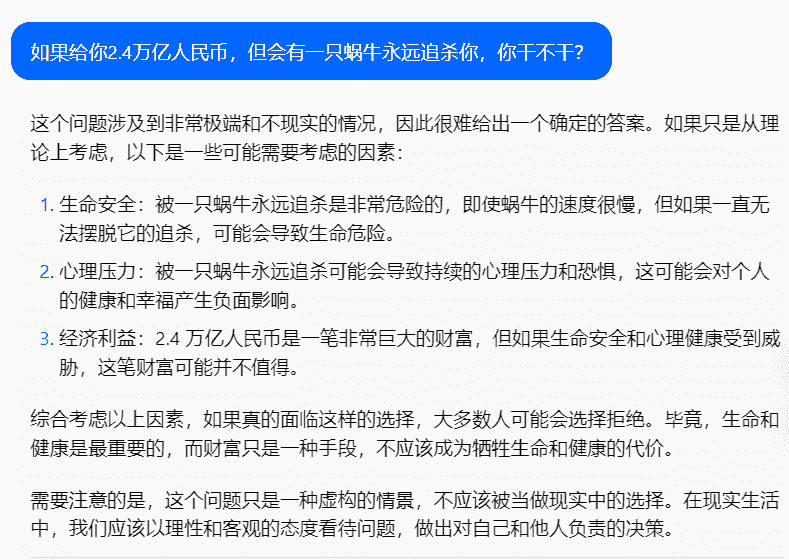 如果给你2.4万亿人民币，但会有一只蜗牛永远追杀你，你干不干？
这个问题涉及到非常极端和不现实的情况，因此很难给出一个确定的答案。如果只是从理
论上考虑，以下是一些可能需要考虑的因素：
1. 生命安全：被一只蜗牛永远追杀是非常危险的，即使蜗牛的速度很慢，但如果一直无
法摆脱它的追杀，可能会导致生命危险。
2. 心理压力：被一只蜗牛永远追杀可能会导致持续的心理压力和恐惧，这可能会对个人
的健康和幸福产生负面影响。
3. 经济利益：2.4 万亿人民币是一笔非常巨大的财富，但如果生命安全和心理健康受到威
胁，这笔财富可能并不值得。
综合考虑以上因素，如果真的面临这样的选择，大多数人可能会选择拒绝。毕竟，生命和
健康是最重要的，而财富只是一种手段，不应该成为牺牲生命和健康的代价。
需要注意的是，这个问题只是一种虚构的情景，不应该被当做现实中的选择。在现实生活
中，我们应该以理性和客观的态度看待问题，做出对自己和他人负责的决策。